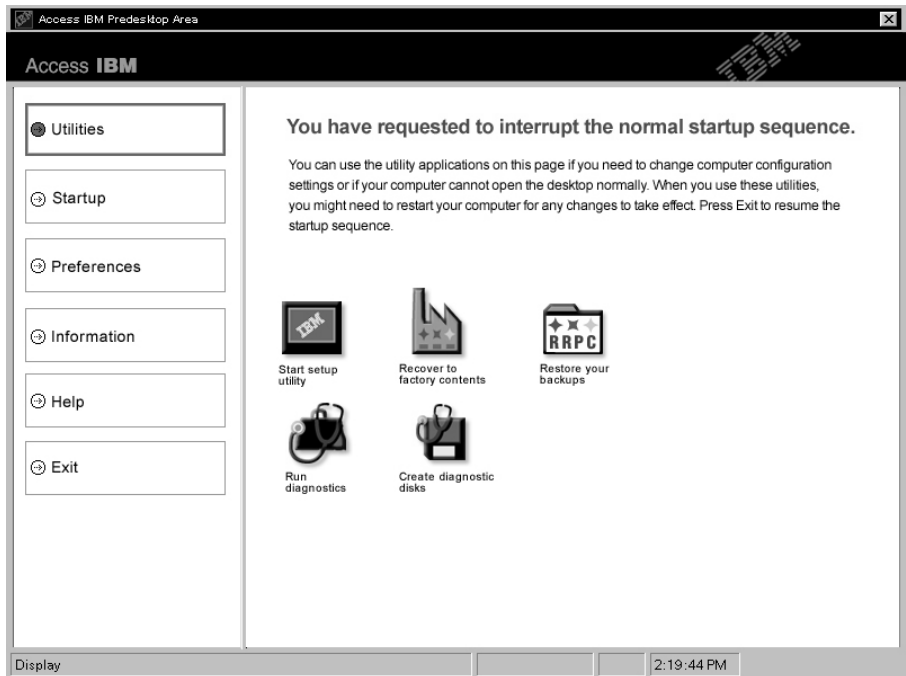 Access IBM Predesktop Area
Access IBM
IBM
Utilities
Startup
Preferences
Information
Help
Exit
You have requested to interrupt the normal startup sequence.
You can use the utility applications on this page if you need to change computer configuration
settings or if your computer cannot open the desktop normally. When you use these utilities,
you might need to restart your computer for any changes to take effect. Press Exit to resume the
startup sequence.
IBM
Start setup
utility
Recover to
factory contents
RRPC
Restore your
backups
Run
diagnostics
Create diagnostic
disks
Display
2:19:44 PM